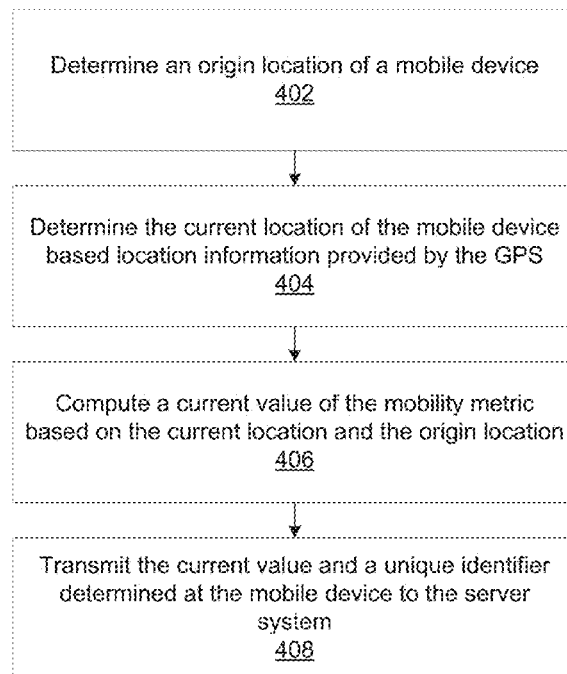 Determine an origin location of a mobile device
402
Determine the current location of the mobile device
based location information provided by the GPS
404
Compute a current value of the mobility metric
based on the current location and the origin location
406
Transmit the current value and a unique identifier
determined at the mobile device to the server
system
408